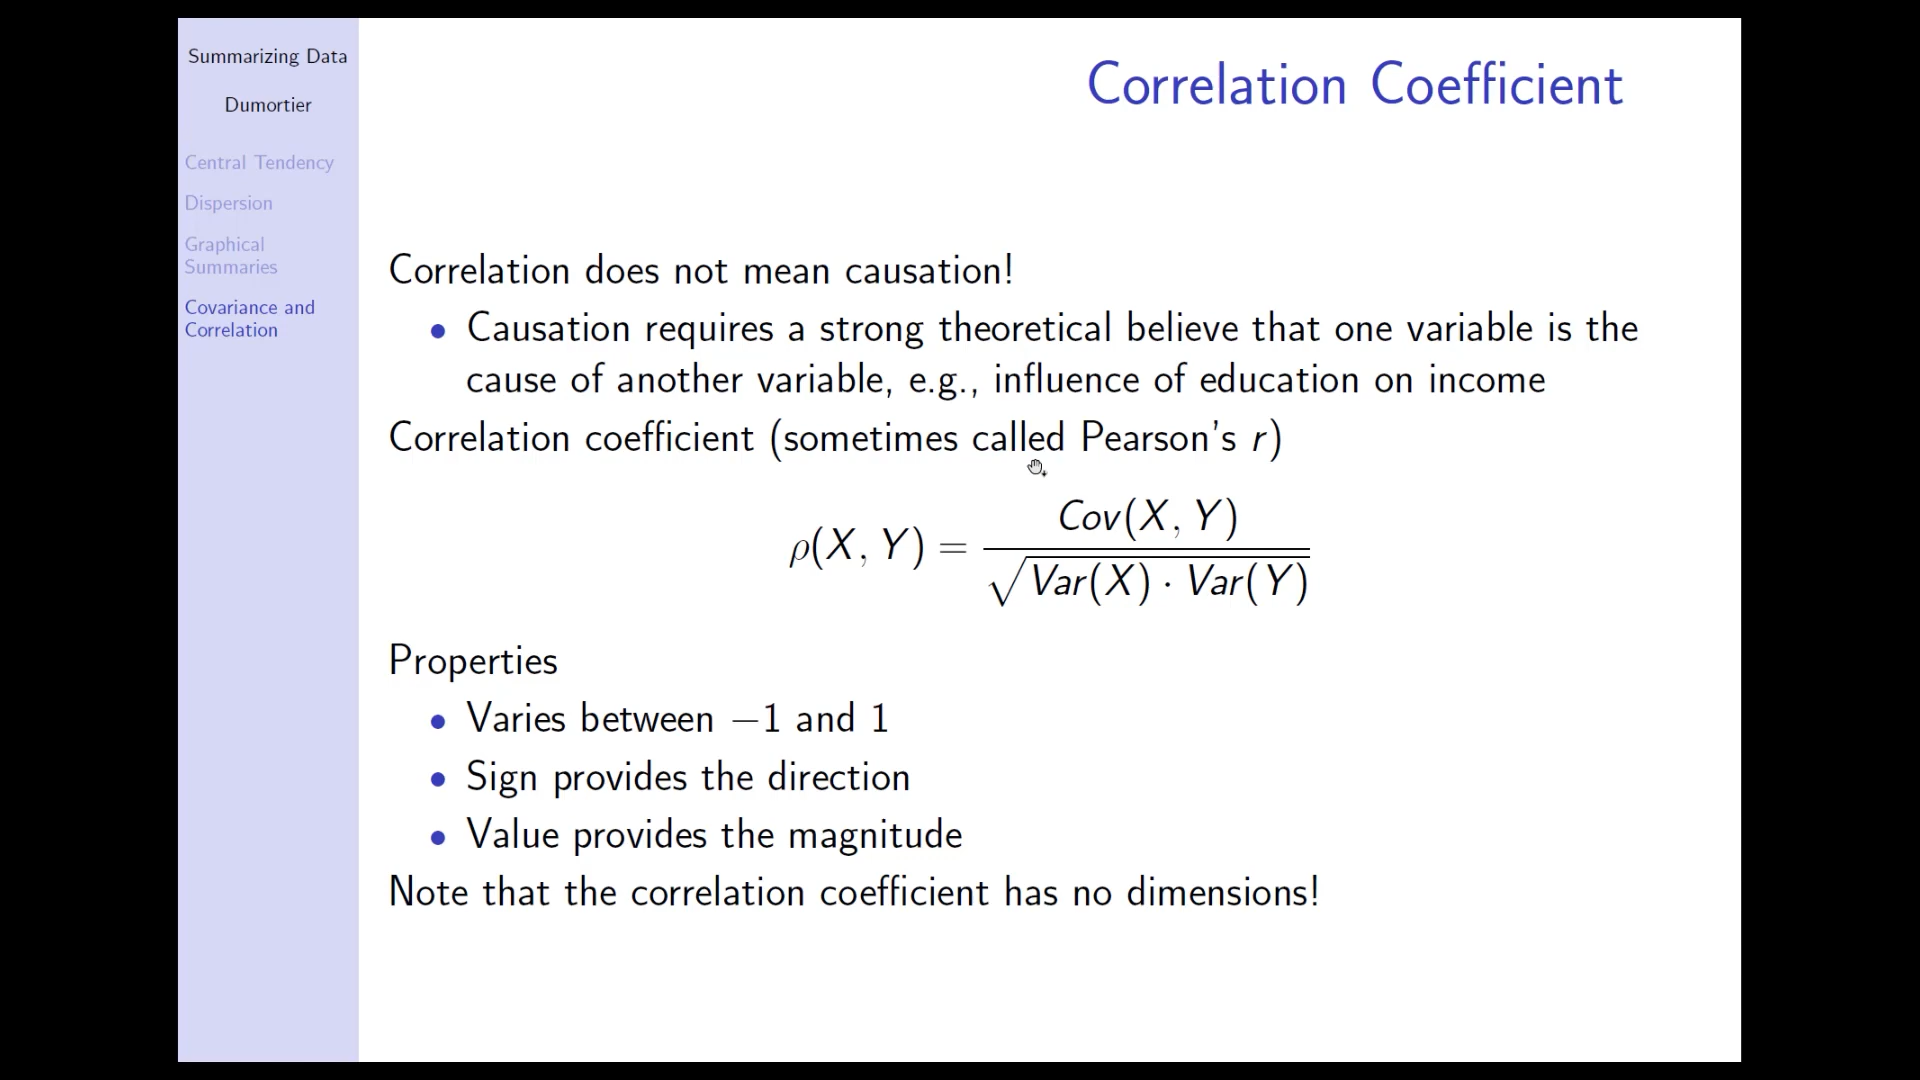 Summarizing Data
Dumortier
Central Tendency
Dispersion
Graphical
Summaries
Covariance and
Correlation
Correlation Coefficient
Correlation does not mean causation!
• Causation requires a strong theoretical believe that one variable is the
cause of another variable, e.g., influence of education on income
Correlation coefficient (sometimes called Pearson's r)
ρ(X, Y) = Cov(X, Y) / √(Var(X) · Var(Y))
Properties
• Varies between −1 and 1
• Sign provides the direction
• Value provides the magnitude
Note that the correlation coefficient has no dimensions!